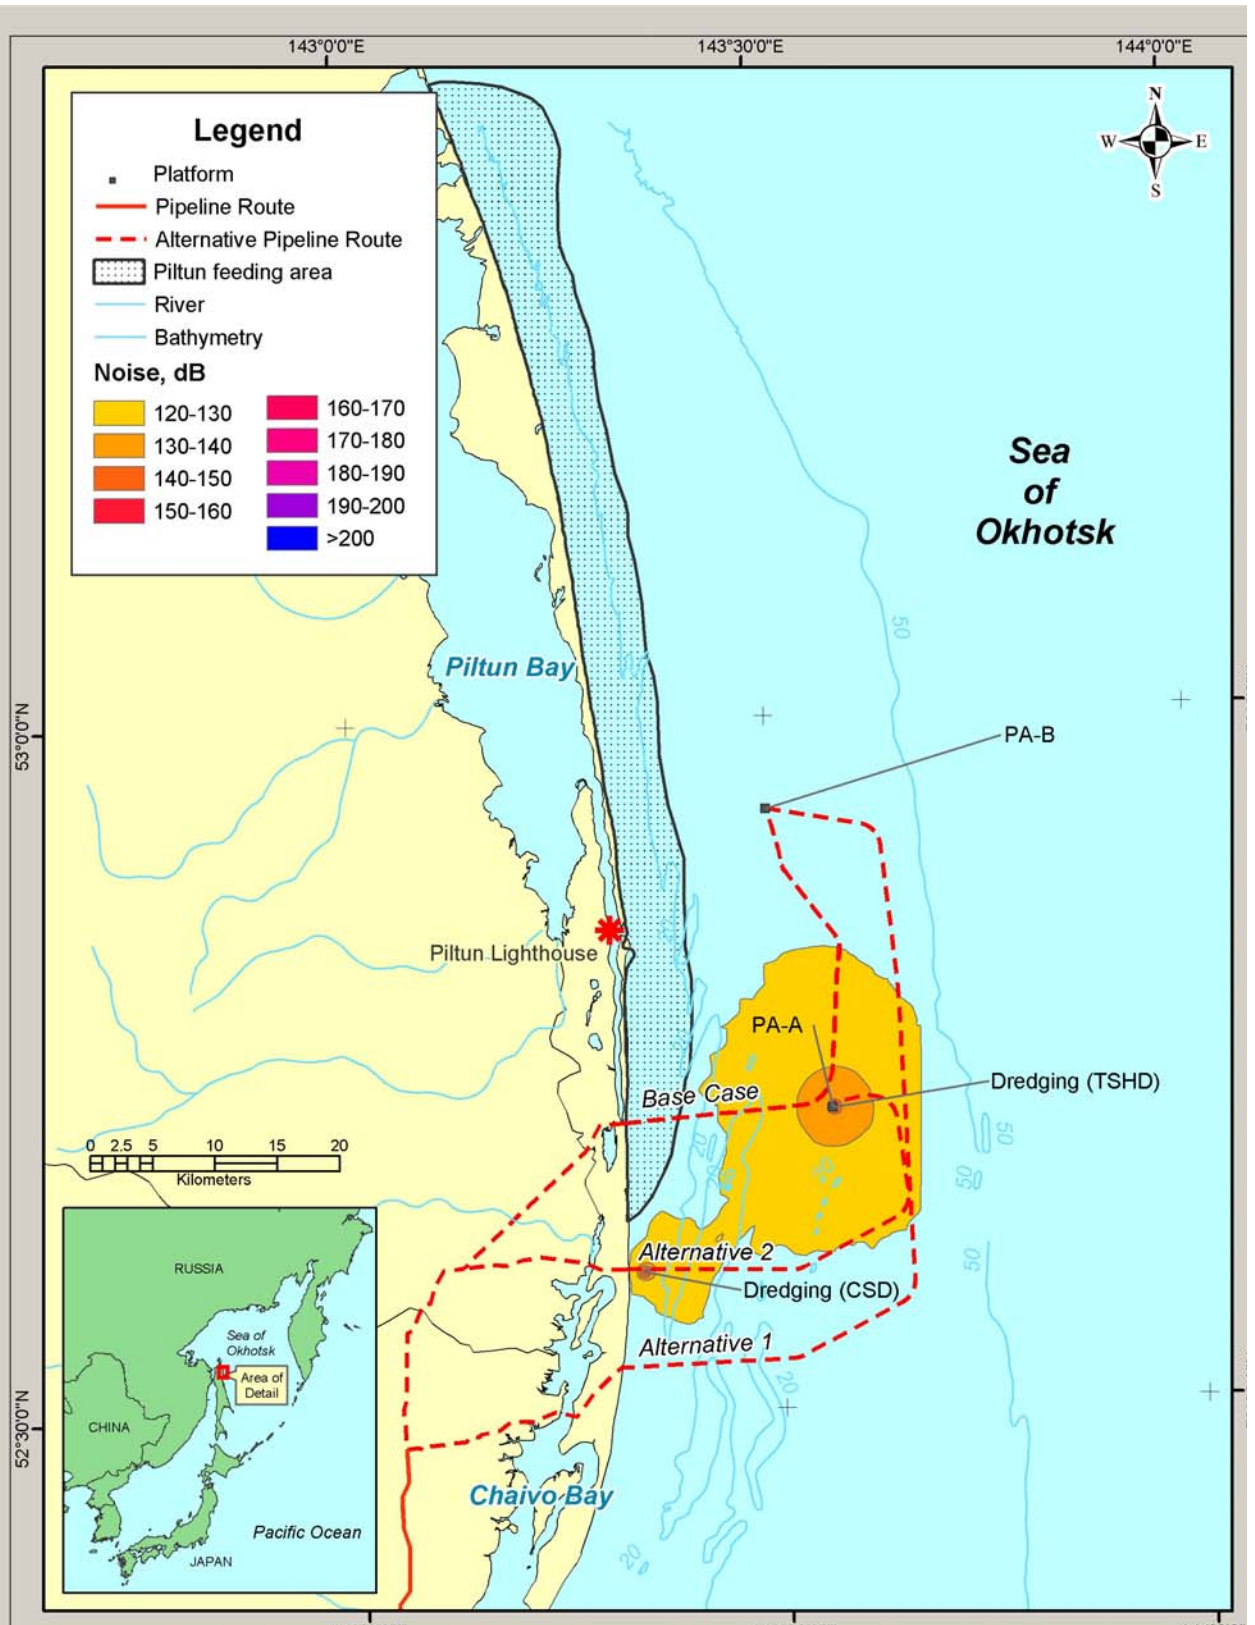 143°0'0"E
143°30'0"E
144°0'0"E
N
W
E
S
Legend
Platform
Pipeline Route
Alternative Pipeline Route
Piltun feeding area
River
Bathymetry
Noise, dB
120-130
130-140
140-150
150-160
160-170
170-180
180-190
190-200
>200
Sea
of
Okhotsk
50
Piltun Bay
53°0'0"N
PA-B
Piltun Lighthouse
PA-A
Dredging (TSHD)
Base Case
0 2.5 5 10 15 20
Kilometers
20
50
50
20
50
Alternative 2
Dredging (CSD)
Alternative 1
20
52°30'0"N
Chaivo Bay
20
RUSSIA
Sea of
Okhotsk
Area of
Detail
CHINA
Pacific Ocean
JAPAN